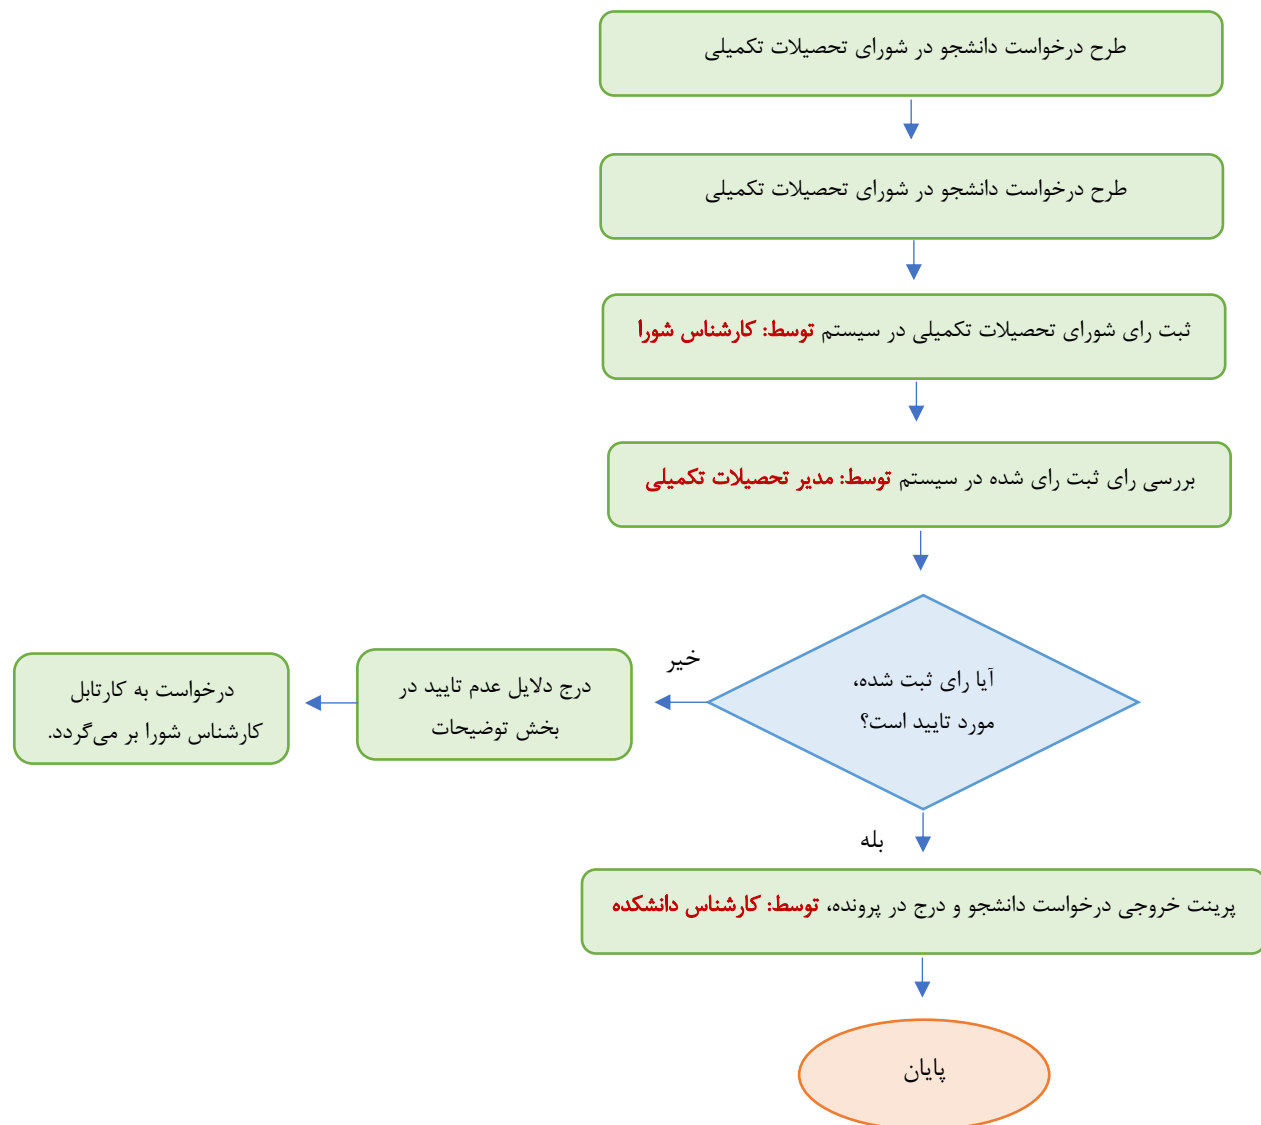 طرح درخواست دانشجو در شورای تحصیلات تکمیلی
طرح درخواست دانشجو در شورای تحصیلات تکمیلی
ثبت رای شورای تحصیلات تکمیلی در سیستم توسط: کارشناس شورا
بررسی رای ثبت رای شده در سیستم توسط: مدیر تحصیلات تکمیلی
آیا رای ثبت شده،
مورد تایید است؟
خیر
درج دلایل عدم تایید در
بخش توضیحات
درخواست به کارتابل
کارشناس شورا بر می‌گردد.
بله
پرینت خروجی درخواست دانشجو و درج در پرونده، توسط: کارشناس دانشکده
پایان